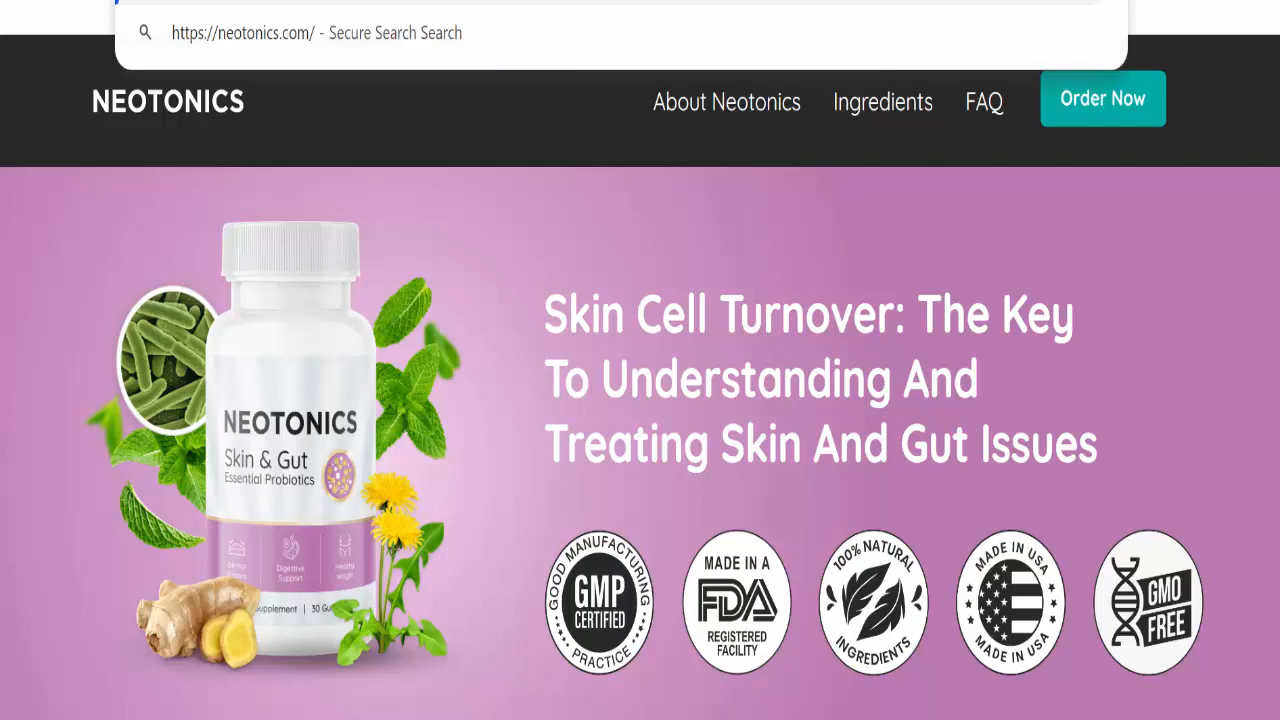 https://neotonics.com/ - Secure Search Search
NEOTONICS
About Neotonics
Ingredients
FAQ
Order Now
Skin Cell Turnover: The Key
To Understanding And
Treating Skin And Gut Issues
NEOTONICS
Skin & Gut
Essential Probiotics
Digestive
Support
Healthy
weight
30 Gu
GOOD MANUFACTURING
GMP
CERTIFIED
PRACTICE
MADE IN A
FDA
REGISTERED
FACILITY
100% NATURAL
INGREDIENTS
MADE IN USA
MADE IN USA
GMO
FREE